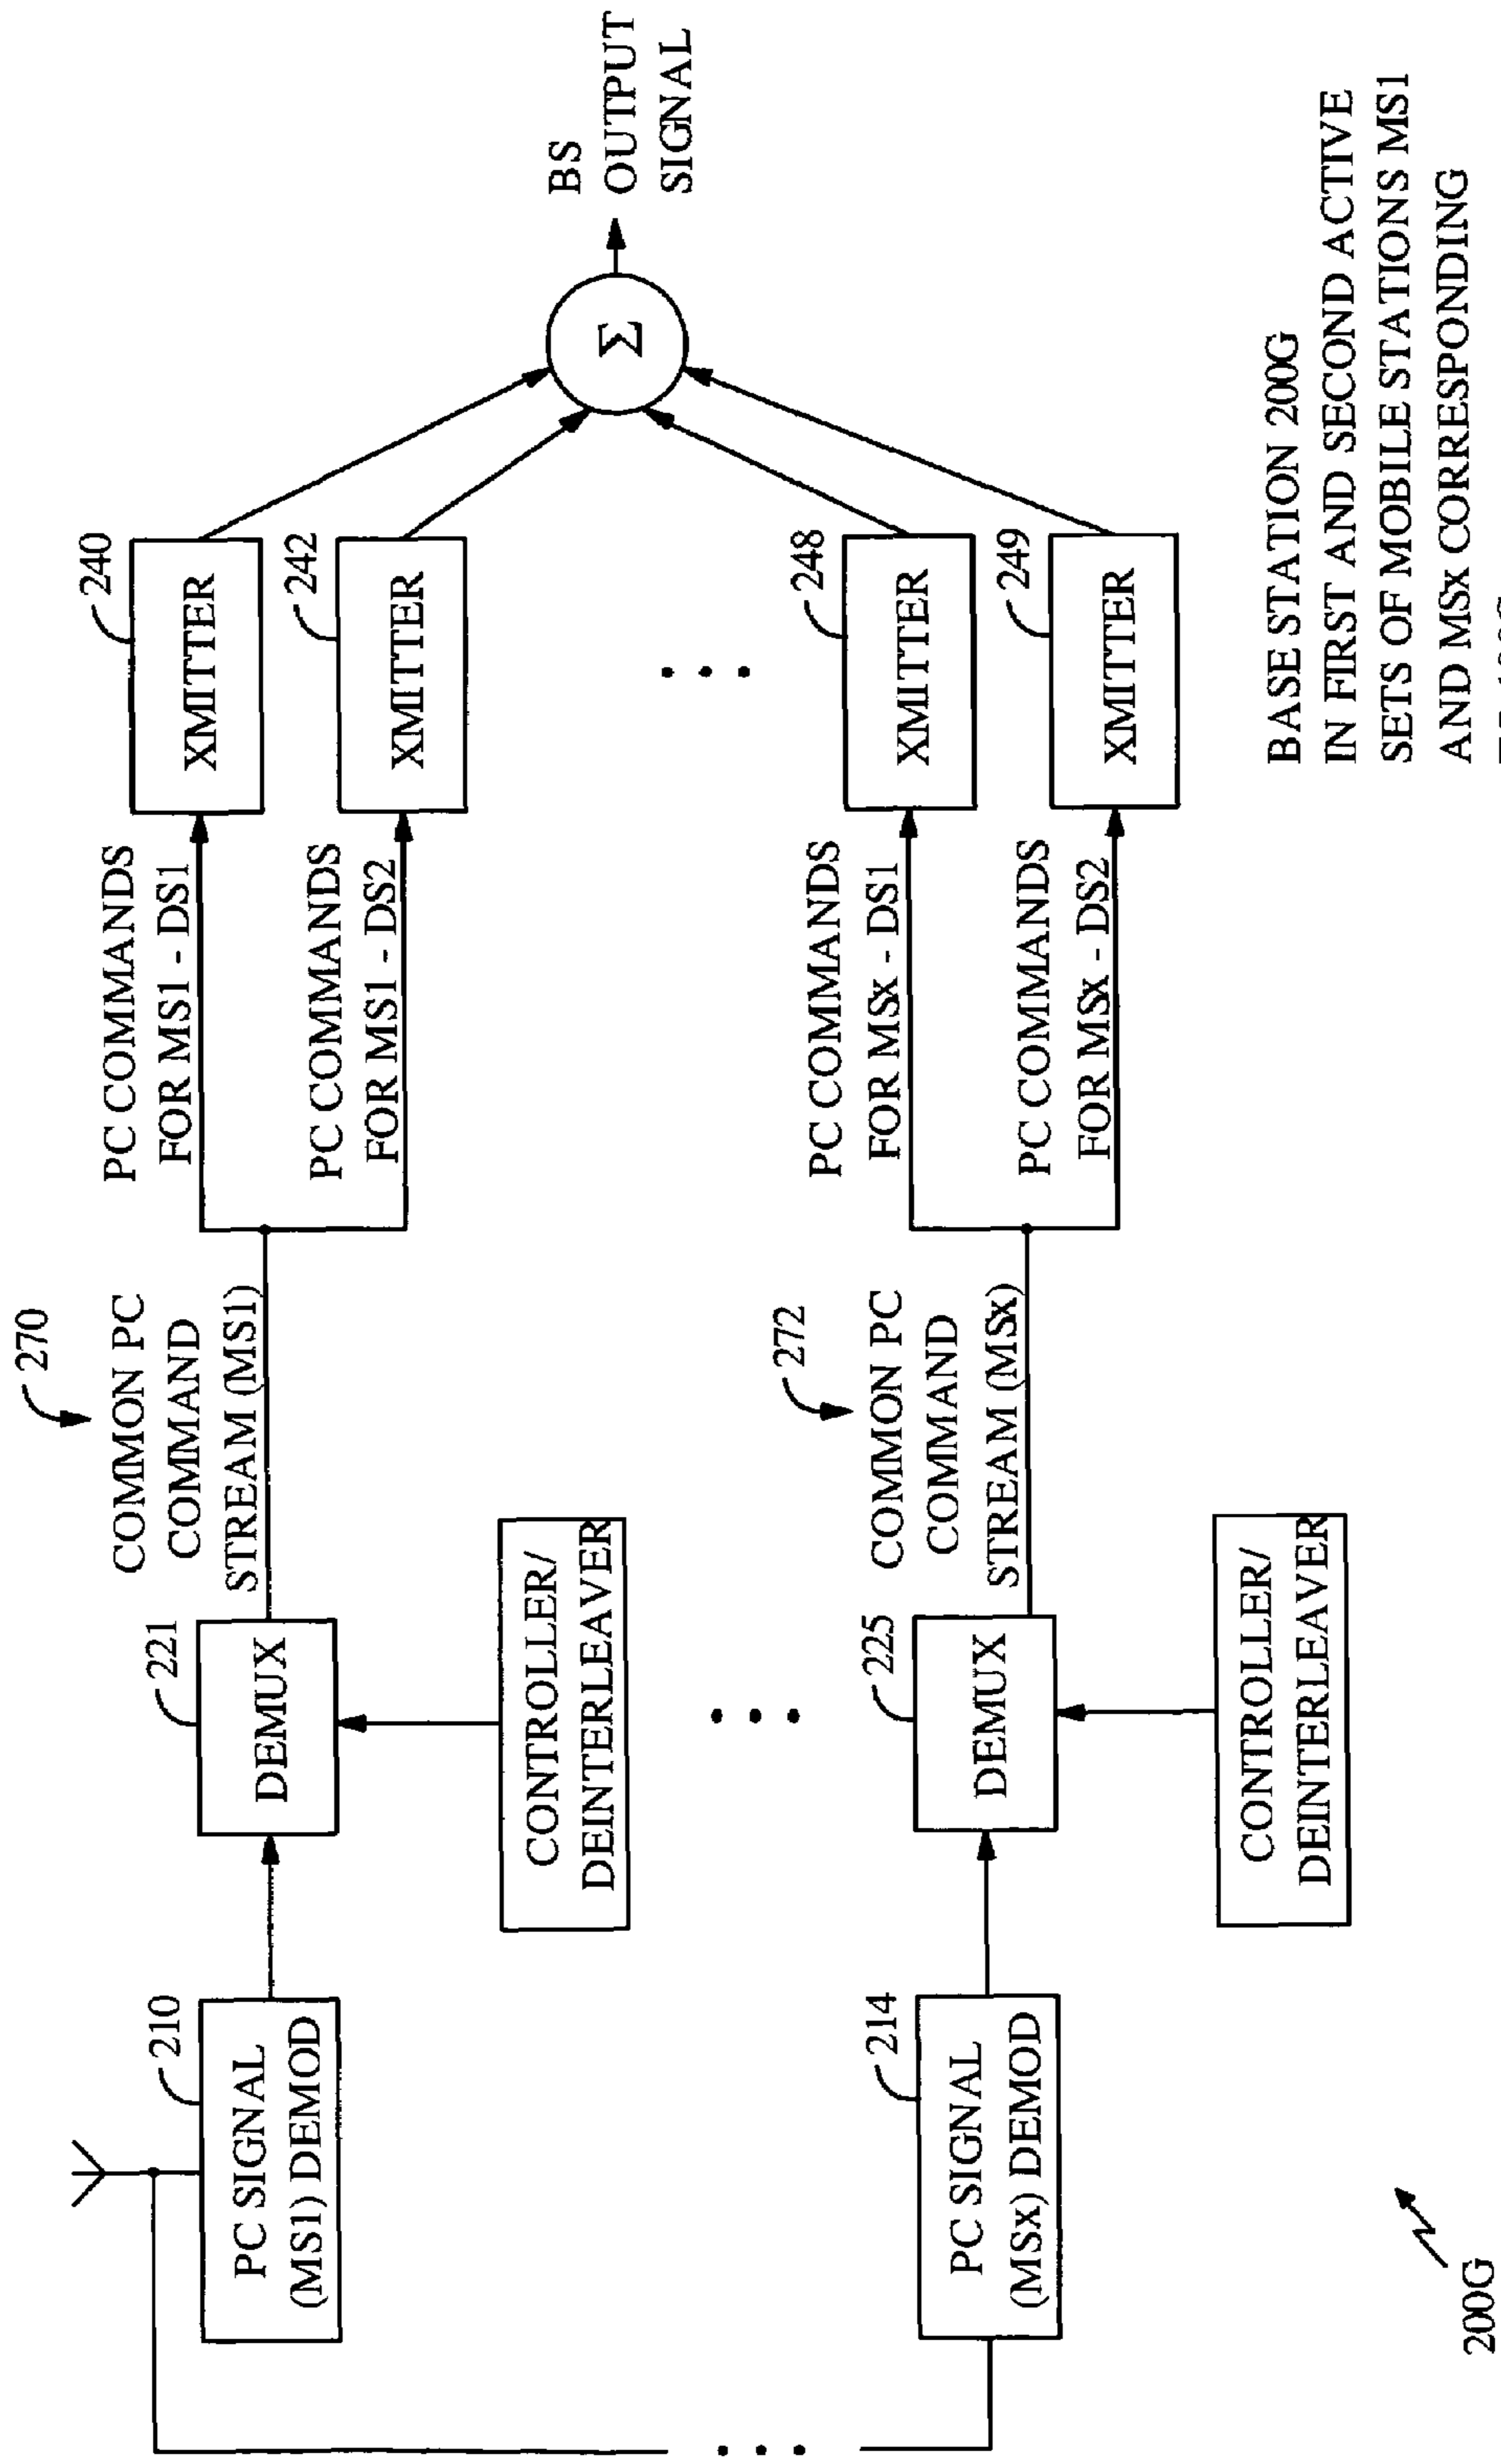 270
COMMON PC
COMMAND
STREAM (MS1)
210
PC SIGNAL
(MS1) DEMOD
221
DEMUX
CONTROLLER/
DEINTERLEAVER
PC COMMANDS
FOR MS1 - DS1
240
XMITTER
PC COMMANDS
FOR MS1 - DS2
242
XMITTER
Σ
BS
OUTPUT
SIGNAL
272
COMMON PC
COMMAND
STREAM (MSx)
214
PC SIGNAL
(MSx) DEMOD
225
DEMUX
CONTROLLER/
DEINTERLEAVER
PC COMMANDS
FOR MSx - DS1
248
XMITTER
PC COMMANDS
FOR MSx - DS2
249
XMITTER
200G
BASE STATION 200G
IN FIRST AND SECOND ACTIVE
SETS OF MOBILE STATIONS MS1
AND MSx CORRESPONDING